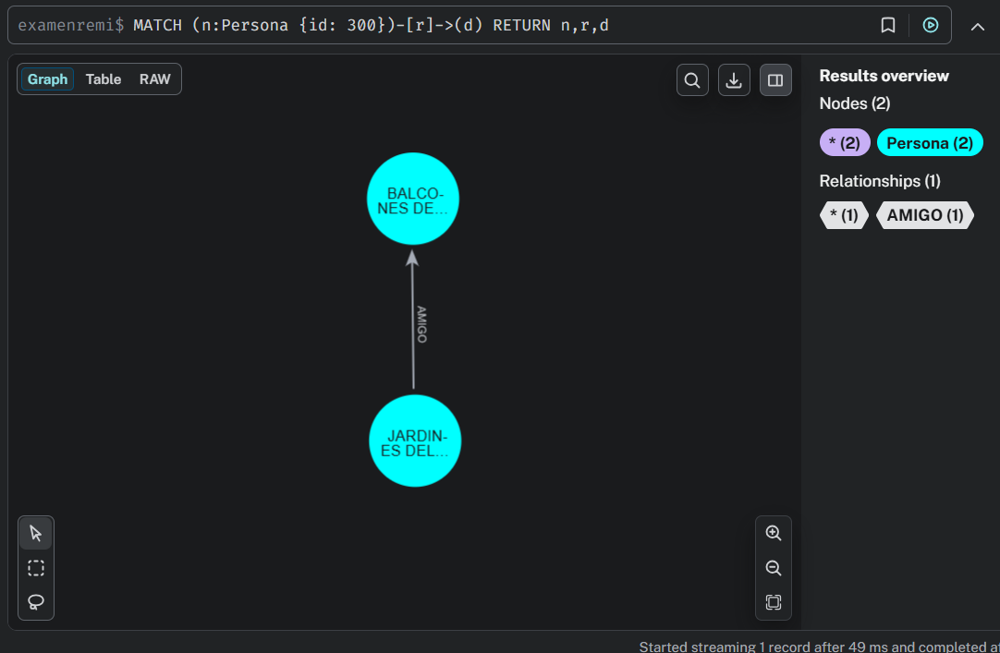 examenremi$ MATCH (n:Persona {id: 300})-[r]->(d) RETURN n,r,d
Graph Table RAW
BALCO-
NES DE...
AMIGO
JARDIN-
ES DEL...
Results overview
Nodes (2)
* (2) Persona (2)
Relationships (1)
* (1) AMIGO (1)
Started streaming 1 record after 49 ms and completed